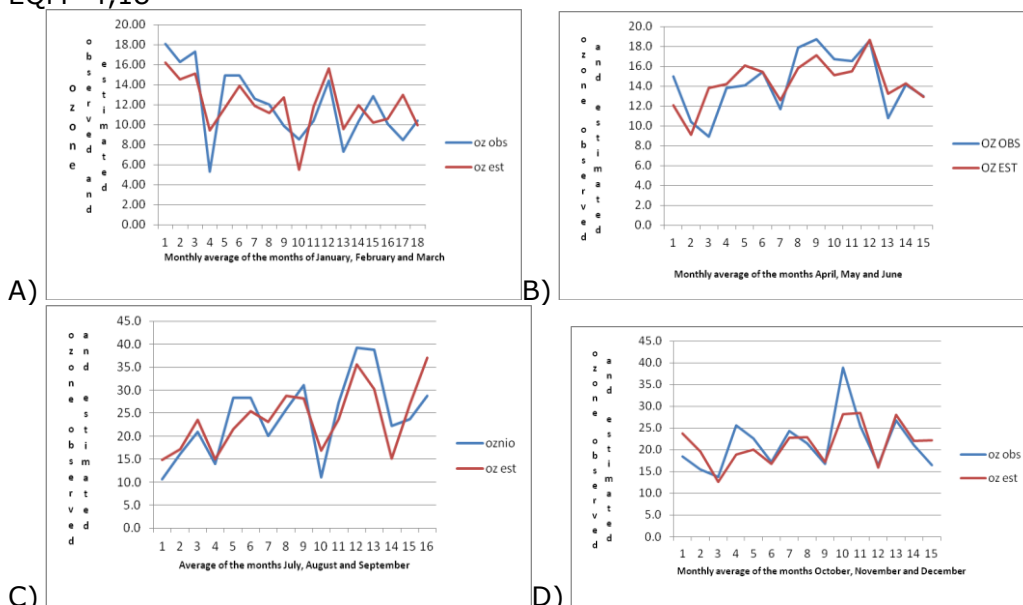 EQM= 4,16
A)
ozone
observed and
estimated
20.00
18.00
16.00
14.00
12.00
10.00
8.00
6.00
4.00
2.00
0.00
1 2 3 4 5 6 7 8 9 10 11 12 13 14 15 16 17 18
Monthly average of the months of January, February and March
oz obs
oz est
B)
ozone observed
and estimated
20.0
18.0
16.0
14.0
12.0
10.0
8.0
6.0
4.0
2.0
0.0
1 2 3 4 5 6 7 8 9 10 11 12 13 14 15
Monthly average of the months April, May and June
OZ OBS
OZ EST
C)
ozone observed
and estimated
45.0
40.0
35.0
30.0
25.0
20.0
15.0
10.0
5.0
0.0
1 2 3 4 5 6 7 8 9 10 11 12 13 14 15 16
Average of the months July, August and September
oznio
oz est
D)
ozone observed
and estimated
45.0
40.0
35.0
30.0
25.0
20.0
15.0
10.0
5.0
0.0
1 2 3 4 5 6 7 8 9 10 11 12 13 14 15
Monthly average of the months October, November and December
oz obs
oz est